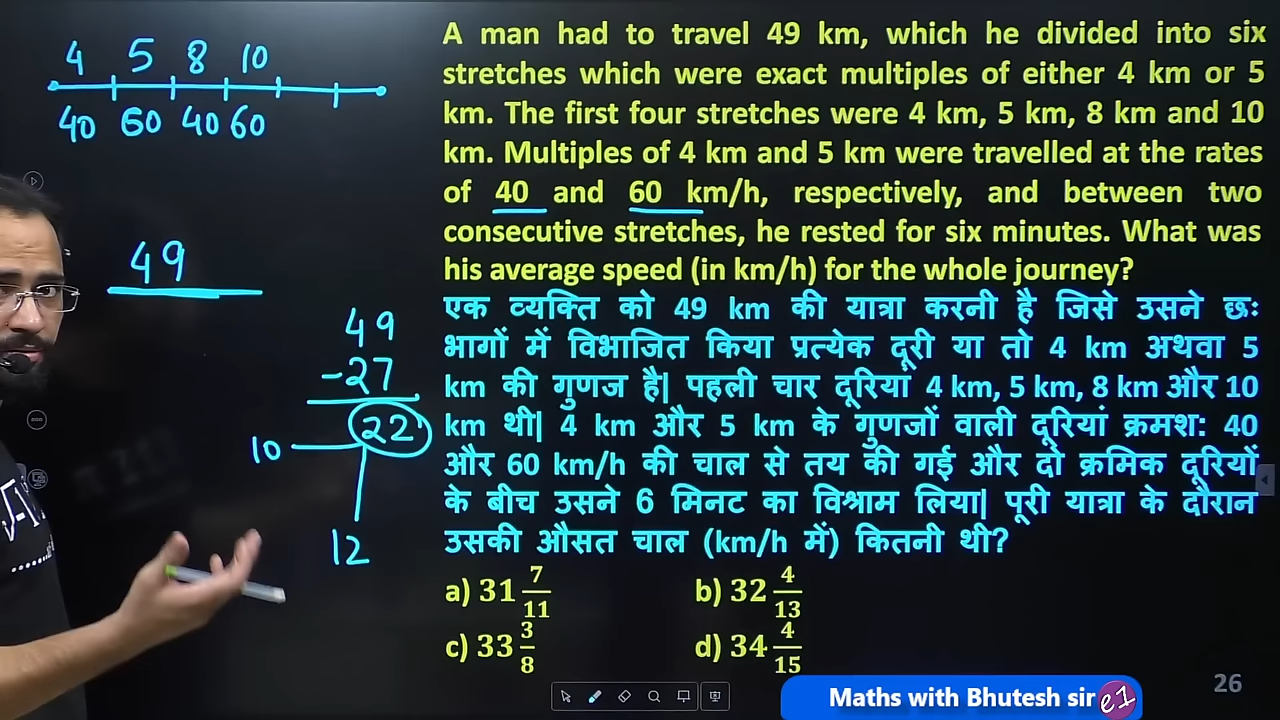 4 5 8 10
40 60 40 60
49
49
-27
22
10
12
A man had to travel 49 km, which he divided into six
stretches which were exact multiples of either 4 km or 5
km. The first four stretches were 4 km, 5 km, 8 km and 10
km. Multiples of 4 km and 5 km were travelled at the rates
of 40 and 60 km/h, respectively, and between two
consecutive stretches, he rested for six minutes. What was
his average speed (in km/h) for the whole journey?
एक व्यक्ति को 49 km की यात्रा करनी है जिसे उसने छः
भागों में विभाजित किया प्रत्येक दूरी या तो 4 km अथवा 5
km की गुणज है| पहली चार दूरियां 4 km, 5 km, 8 km और 10
km थी| 4 km और 5 km के गुणजों वाली दूरियां क्रमश: 40
और 60 km/h की चाल से तय की गई और दो क्रमिक दूरियों
के बीच उसने 6 मिनट का विश्राम लिया| पूरी यात्रा के दौरान
उसकी औसत चाल (km/h में) कितनी थी?
a) 31 7/11 b) 32 4/13
c) 33 3/8 d) 34 4/15
Maths with Bhutesh sir e1
26